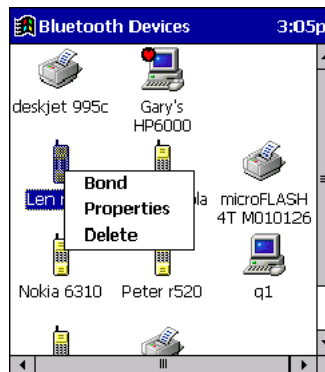 Bluetooth Devices 3:05p
deskjet 995c Gary's
HP6000
Len
Bond
Properties
Delete
microFLASH
4T M010126
Nokia 6310 Peter r520 q1